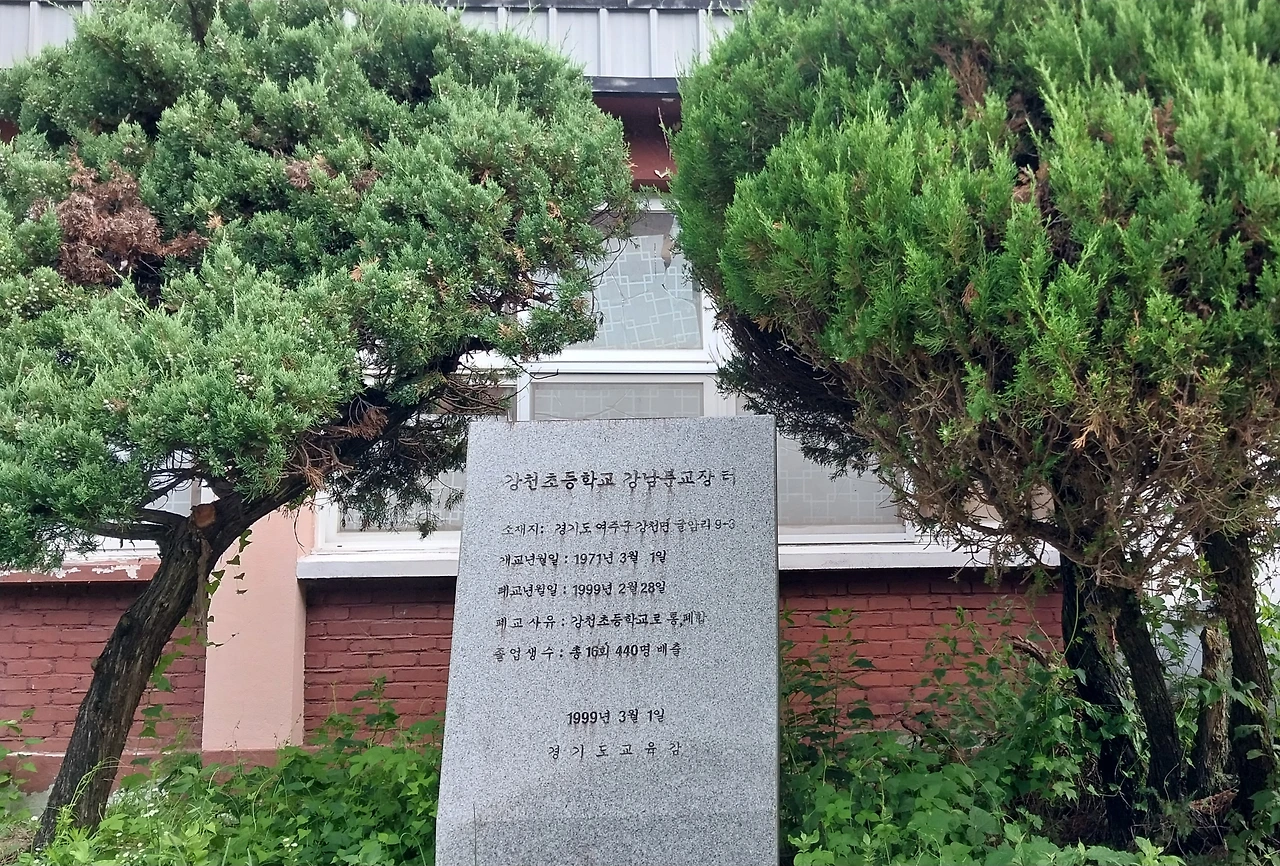 강천초등학교 강남분교장 터
소재지: 경기도 여주군 강천면 굴암리 9-3
개교년월일 : 1971년 3월 1일
폐교년월일 : 1999년 2월 28일
폐교 사유 : 강천초등학교로 통폐합
졸업생수 : 총 16회 440명 배출
1999년 3월 1일
경기도교육감